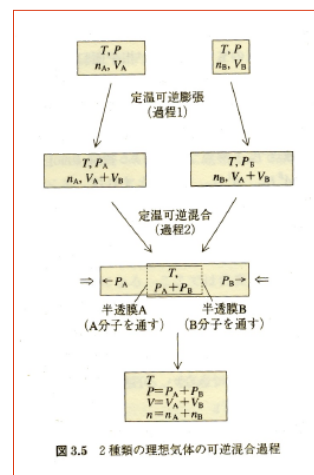 T, P
n_A, V_A
T, P
n_B, V_B
定温可逆膨張
(過程1)
T, P_A
n_A, V_A+V_B
T, P_B
n_B, V_A+V_B
定温可逆混合
(過程2)
⇒ ←P_A T, P_B→ ⇐
P_A+P_B
半透膜A
(A分子を通す)
半透膜B
(B分子を通す)
T
P=P_A+P_B
V=V_A+V_B
n=n_A+n_B
図 3.5 2種類の理想気体の可逆混合過程